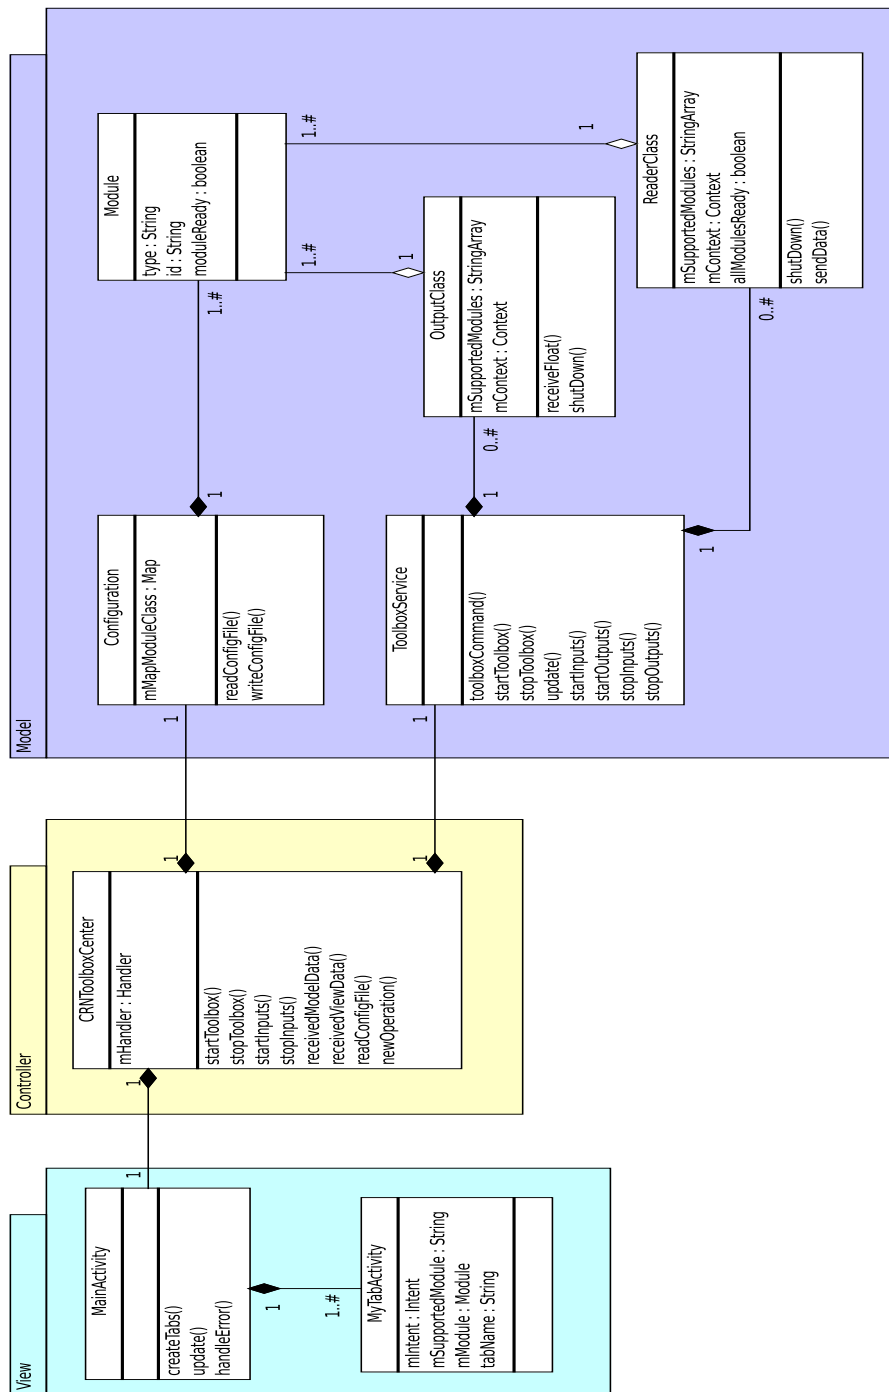 View
MainActivity
createTabs()
update()
handleError()
1
1..#
MyTabActivity
mIntent : Intent
mSupportedModule : String
mModule : Module
tabName : String
1
1
Controller
CRNToolboxCenter
mHandler : Handler
startToolbox()
stopToolbox()
startInputs()
stopInputs()
receivedModelData()
receivedViewData()
readConfigFile()
newOperation()
1
1
1
1
Model
Configuration
mMapModuleClass : Map
readConfigFile()
writeConfigFile()
1
1..#
Module
type : String
id : String
moduleReady : boolean
1..#
1
1..#
1
ToolboxService
toolboxCommand()
startToolbox()
stopToolbox()
update()
startInputs()
startOutputs()
stopInputs()
stopOutputs()
1
0..#
OutputClass
mSupportedModules : StringArray
mContext : Context
receiveFloat()
shutDown()
1
0..#
ReaderClass
mSupportedModules : StringArray
mContext : Context
allModulesReady : boolean
shutDown()
sendData()